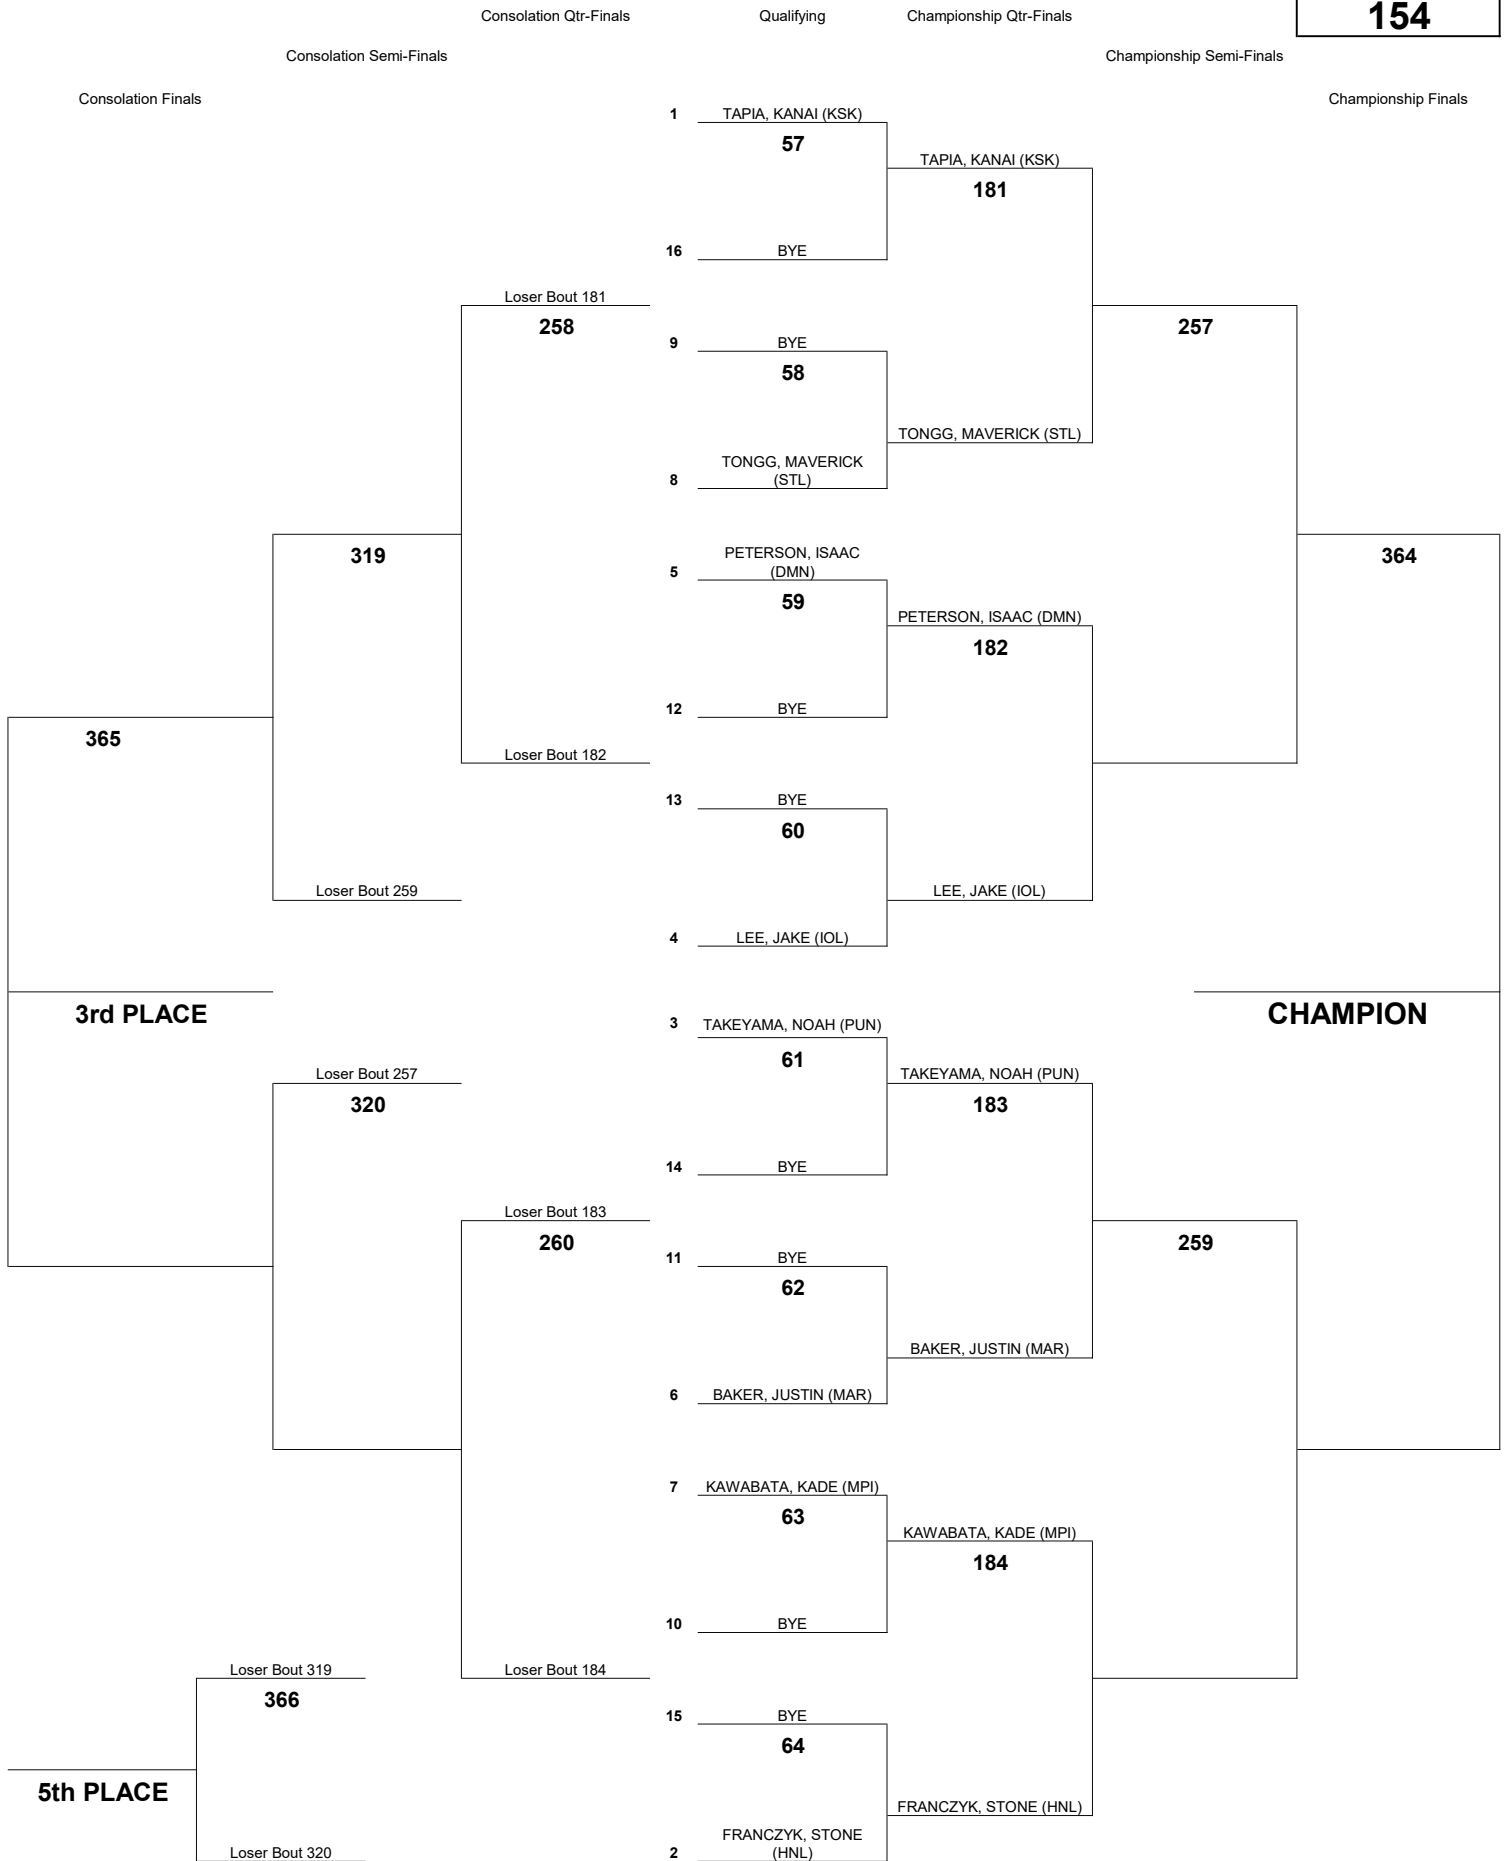 154
Consolation Qtr-Finals
Qualifying
Championship Qtr-Finals
Consolation Semi-Finals
Championship Semi-Finals
Consolation Finals
Championship Finals
1 TAPIA, KANAI (KSK)
57
TAPIA, KANAI (KSK)
181
16 BYE
Loser Bout 181
258
257
9 BYE
58
TONGG, MAVERICK (STL)
TONGG, MAVERICK
8 (STL)
319
364
PETERSON, ISAAC
5 (DMN)
59
PETERSON, ISAAC (DMN)
182
12 BYE
365
Loser Bout 182
13 BYE
60
Loser Bout 259
LEE, JAKE (IOL)
4 LEE, JAKE (IOL)
3rd PLACE
CHAMPION
3 TAKEYAMA, NOAH (PUN)
61
Loser Bout 257
TAKEYAMA, NOAH (PUN)
320
183
14 BYE
Loser Bout 183
260
259
11 BYE
62
BAKER, JUSTIN (MAR)
6 BAKER, JUSTIN (MAR)
7 KAWABATA, KADE (MPI)
63
KAWABATA, KADE (MPI)
184
10 BYE
Loser Bout 319
Loser Bout 184
366
15 BYE
64
5th PLACE
FRANCZYK, STONE (HNL)
FRANCZYK, STONE
Loser Bout 320
2 (HNL)